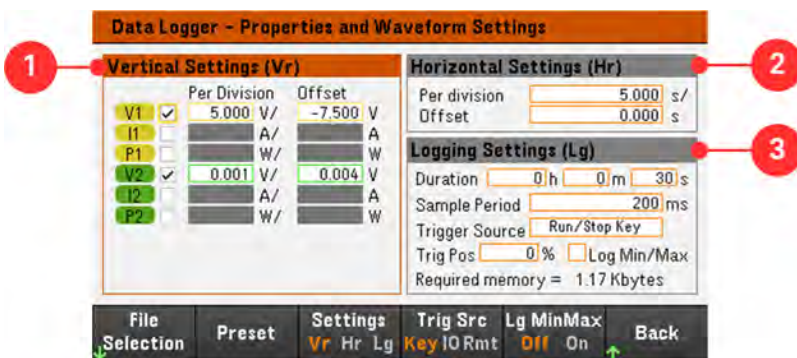 Data Logger - Properties and Waveform Settings
1
Vertical Settings (Vr)
Per Division Offset
V1 5.000 V/ -7.500 V
I1 A/ A
P1 W/ W
V2 0.001 V/ 0.004 V
I2 A/ A
P2 W/ W
Horizontal Settings (Hr)
2
Per division 5.000 s/
Offset 0.000 s
Logging Settings (Lg)
3
Duration 0 h 0 m 30 s
Sample Period 200 ms
Trigger Source Run/Stop Key
Trig Pos 0 % Log Min/Max
Required memory = 1.17 Kbytes
File Selection
Preset
Settings
Vr Hr Lg
Trig Src
Key IO Rmt
Lg MinMax
Off On
Back